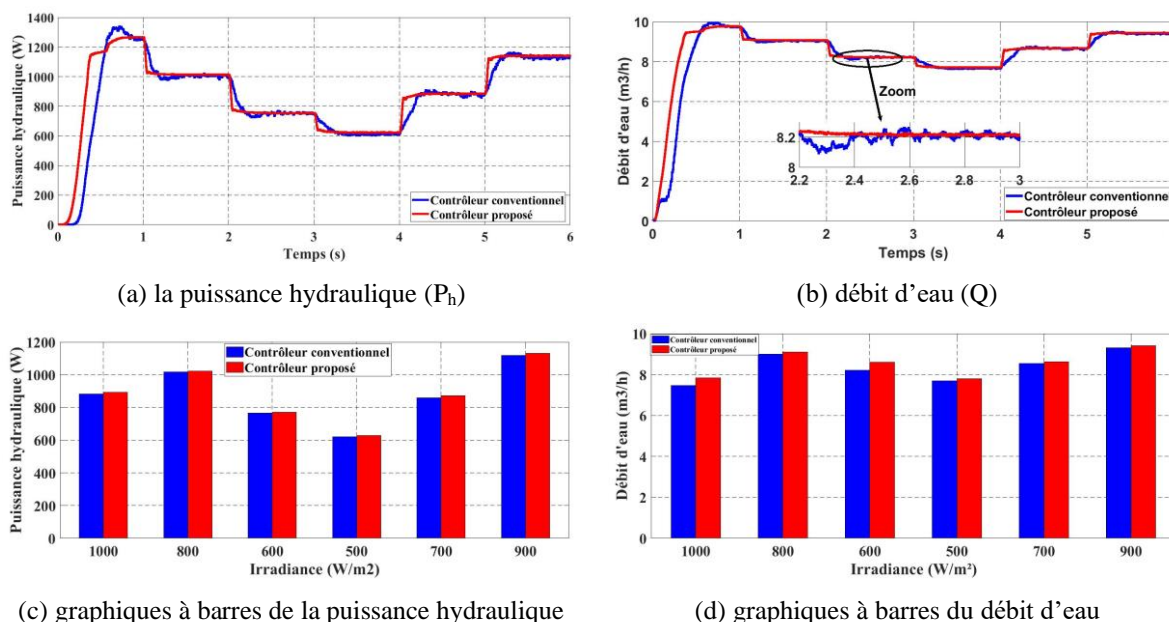 Puissance hydraulique (W)
1400
1200
1000
800
600
400
200
0
0 1 2 3 4 5 6
Temps (s)
Contrôleur conventionnel
Contrôleur proposé
(a) la puissance hydraulique (Ph)
Débit d'eau (m3/h)
10
8
6
4
2
0
0 1 2 3 4 5
Temps (s)
Zoom
8.2
8
2.2 2.4 2.6 2.8 3
Contrôleur conventionnel
Contrôleur proposé
(b) débit d’eau (Q)
Puissance hydraulique (W)
1200
1000
800
600
400
200
0
Contrôleur conventionnel
Contrôleur proposé
1000 800 600 500 700 900
Irradiance (W/m2)
(c) graphiques à barres de la puissance hydraulique
Débit d'eau (m3/h)
10
8
6
4
2
0
Contrôleur conventionnel
Contrôleur proposé
1000 800 600 500 700 900
Irradiance (W/m²)
(d) graphiques à barres du débit d’eau